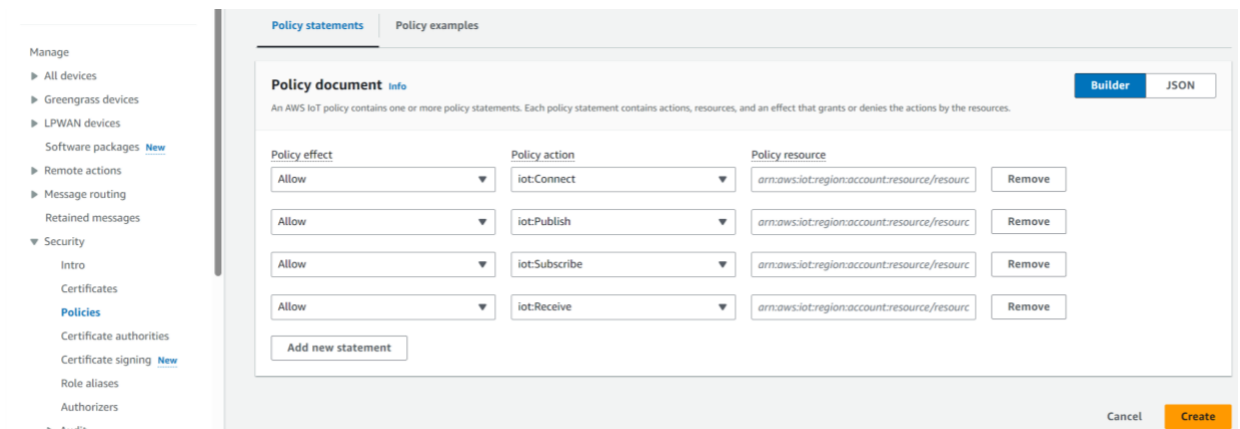 Manage
All devices
Greengrass devices
LPWAN devices
Software packages New
Remote actions
Message routing
Retained messages
Security
Intro
Certificates
Policies
Certificate authorities
Certificate signing New
Role aliases
Authorizers
Policy statements
Policy examples
Policy document Info
Builder
JSON
An AWS IoT policy contains one or more policy statements. Each policy statement contains actions, resources, and an effect that grants or denies the actions by the resources.
Policy effect
Policy action
Policy resource
Allow
iot:Connect
arn:aws:iot:region:account:resource/resourc
Remove
Allow
iot:Publish
arn:aws:iot:region:account:resource/resourc
Remove
Allow
iot:Subscribe
arn:aws:iot:region:account:resource/resourc
Remove
Allow
iot:Receive
arn:aws:iot:region:account:resource/resourc
Remove
Add new statement
Cancel
Create